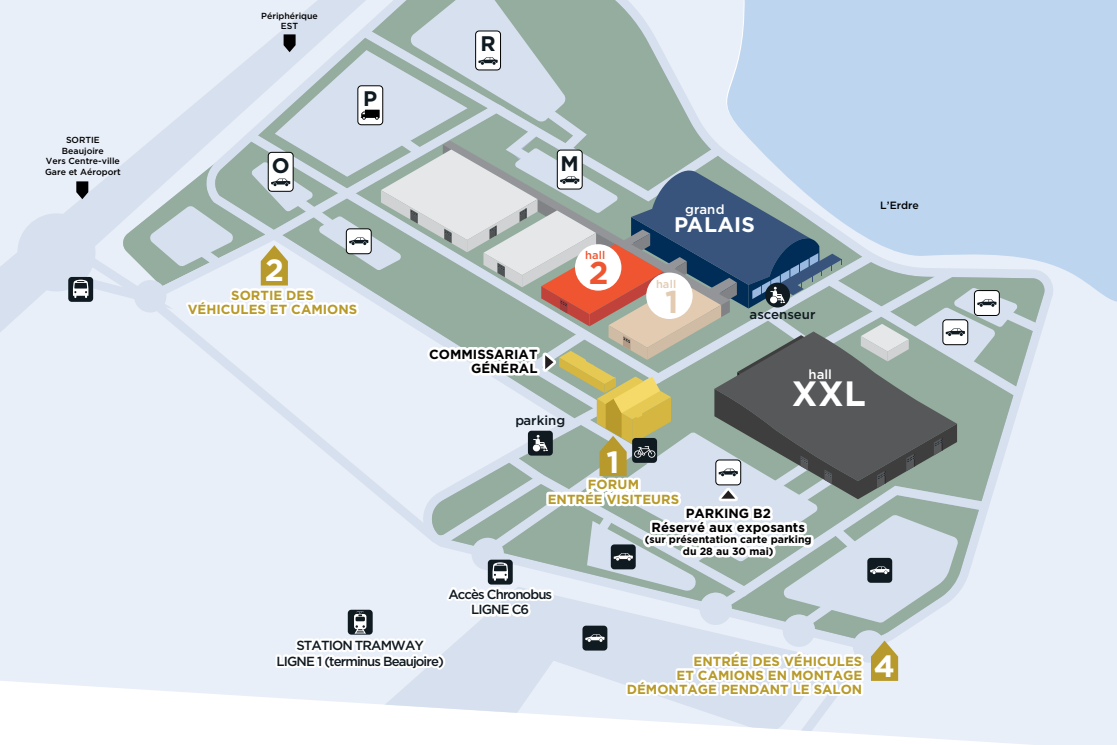 Périphérique
EST
R
P
SORTIE
Beaujoire
Vers Centre-ville
Gare et Aéroport
O
M
L'Erdre
grand
PALAIS
hall
2
hall
1
2
SORTIE DES
VÉHICULES ET CAMIONS
ascenseur
COMMISSARIAT
GÉNÉRAL
hall
XXL
parking
1
FORUM
ENTRÉE VISITEURS
PARKING B2
Réservé aux exposants
(sur présentation carte parking
du 28 au 30 mai)
Accès Chronobus
LIGNE C6
STATION TRAMWAY
LIGNE 1 (terminus Beaujoire)
4
ENTRÉE DES VÉHICULES
ET CAMIONS EN MONTAGE
DÉMONTAGE PENDANT LE SALON